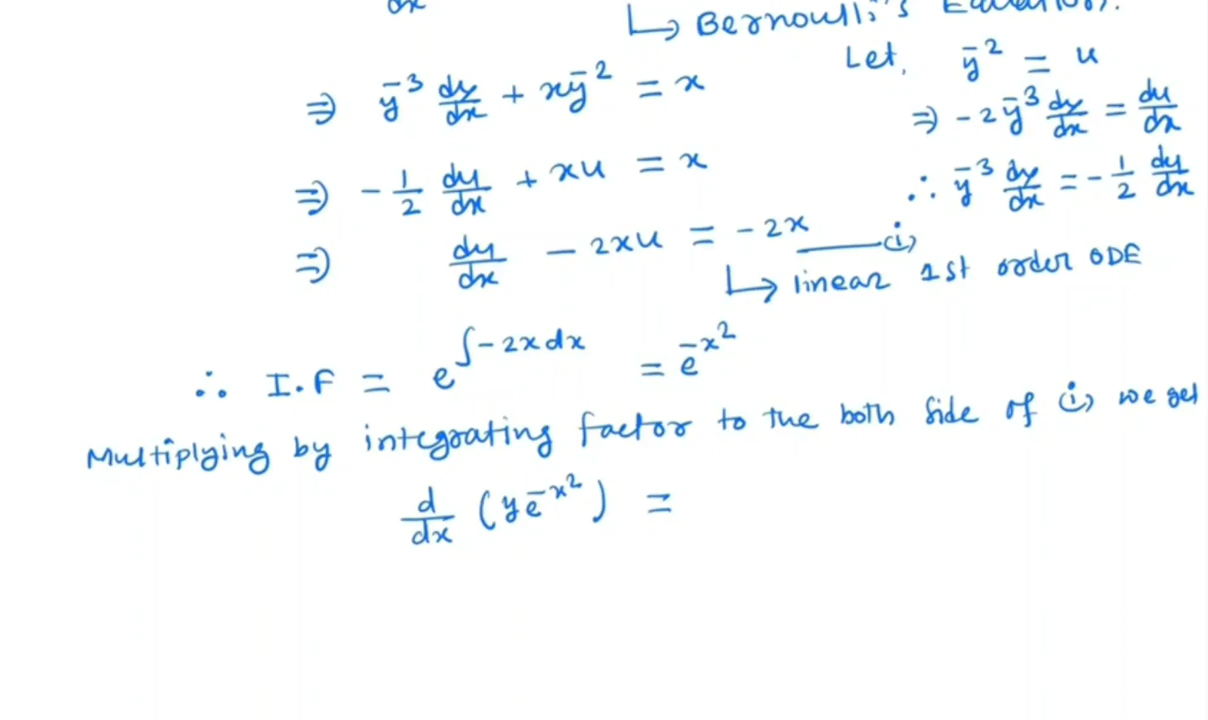 dx
↳ Bernoulli's Equation.
Let, y⁻² = u
⇒ y⁻³ dy/dx + xy⁻² = x
⇒ -2y⁻³ dy/dx = du/dx
⇒ -1/2 du/dx + xu = x
∴ y⁻³ dy/dx = -1/2 du/dx
⇒ du/dx - 2xu = -2x ——(i)
↳ linear 1st order ODE
∴ I.F = e^∫-2xdx = e^-x²
Multiplying by integrating factor to the both side of (i) we get
d/dx (ye^-x²) =